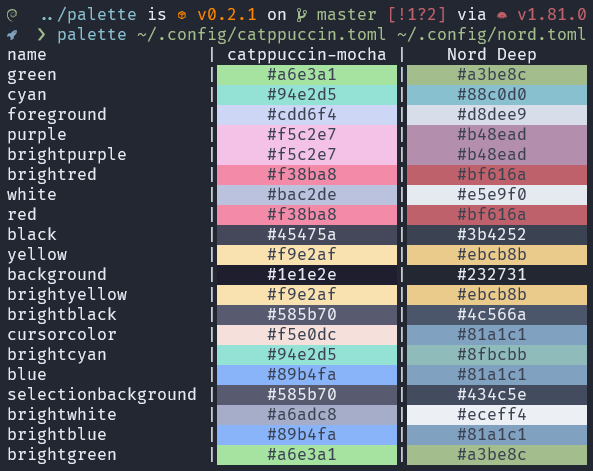 ../palette is v0.2.1 on master [!1?2] via v1.81.0
❯ palette ~/.config/catppuccin.toml ~/.config/nord.toml
name | catppuccin-mocha | Nord Deep
green | #a6e3a1 | #a3be8c
cyan | #94e2d5 | #88c0d0
foreground | #cdd6f4 | #d8dee9
purple | #f5c2e7 | #b48ead
brightpurple | #f5c2e7 | #b48ead
brightred | #f38ba8 | #bf616a
white | #bac2de | #e5e9f0
red | #f38ba8 | #bf616a
black | #45475a | #3b4252
yellow | #f9e2af | #ebcb8b
background | #1e1e2e | #232731
brightyellow | #f9e2af | #ebcb8b
brightblack | #585b70 | #4c566a
cursorcolor | #f5e0dc | #81a1c1
brightcyan | #94e2d5 | #8fbcbb
blue | #89b4fa | #81a1c1
selectionbackground | #585b70 | #434c5e
brightwhite | #a6adc8 | #eceff4
brightblue | #89b4fa | #81a1c1
brightgreen | #a6e3a1 | #a3be8c